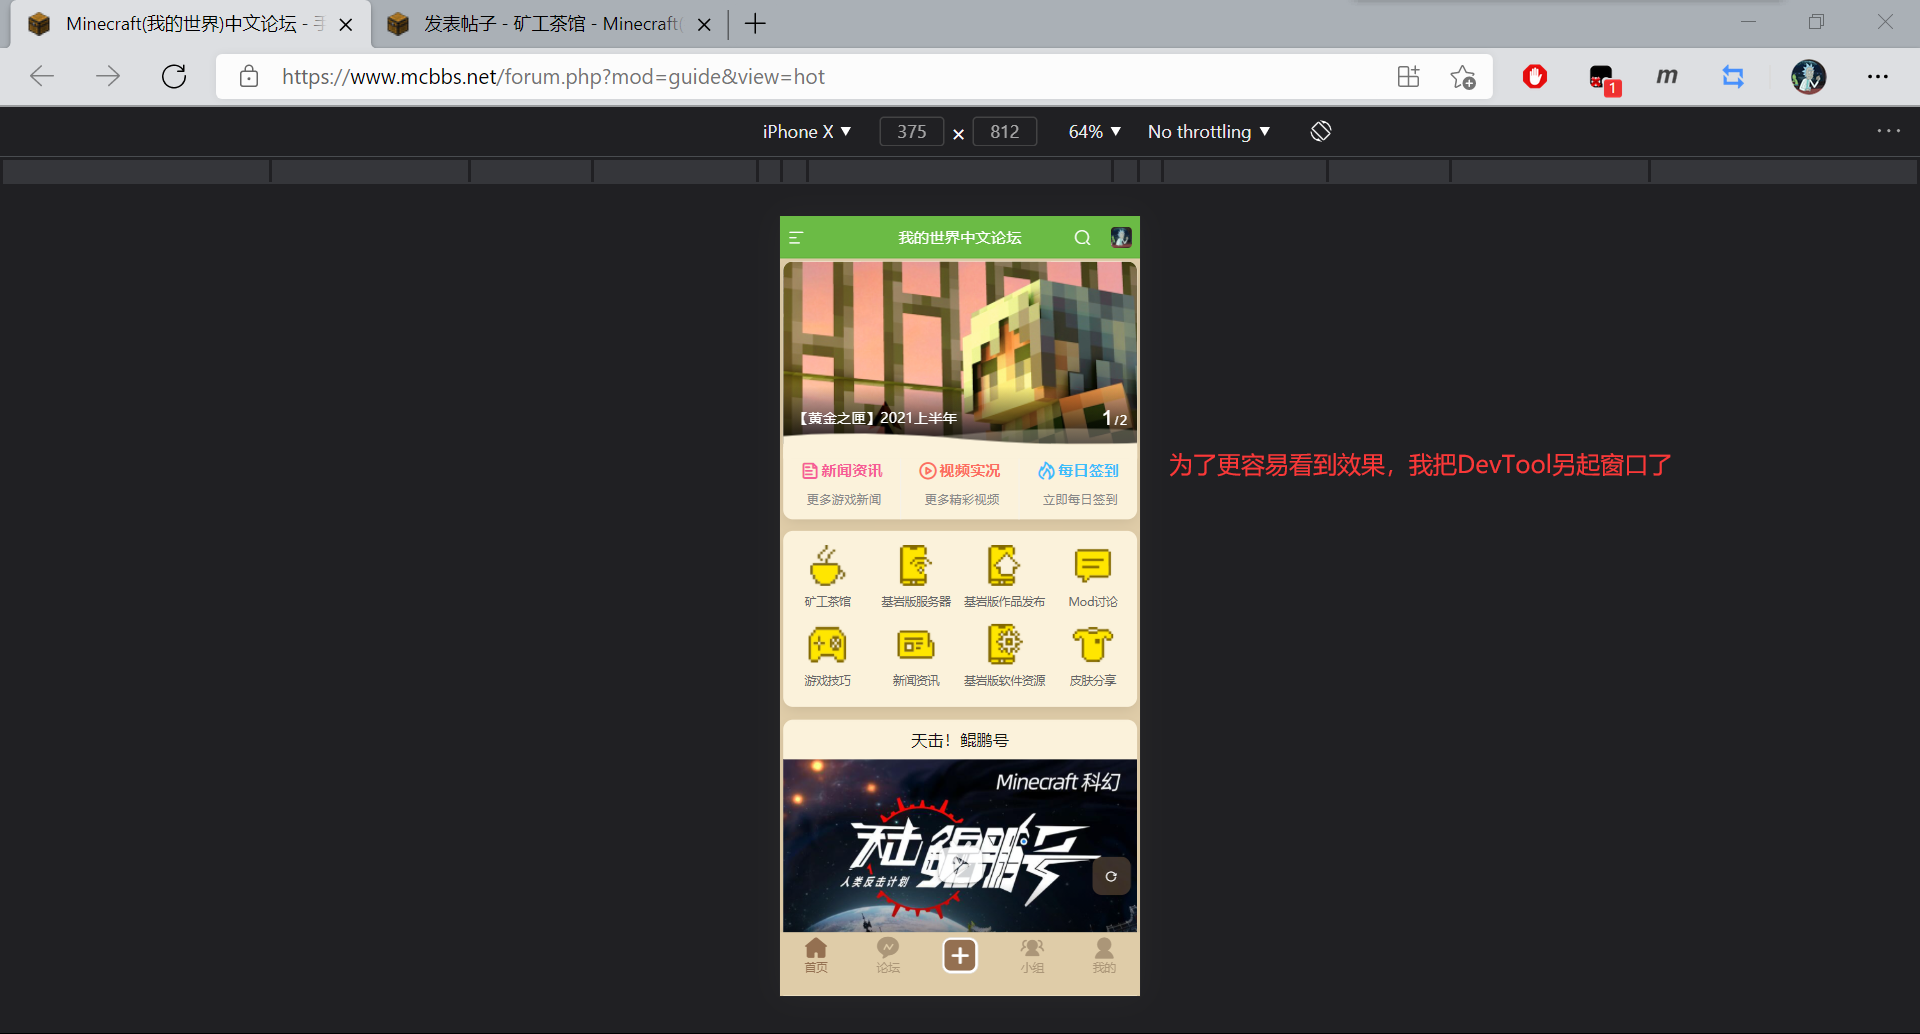 Minecraft(我的世界)中文论坛 - 手
发表帖子 - 矿工茶馆 - Minecraft(
https://www.mcbbs.net/forum.php?mod=guide&view=hot
1
m
iPhone X ▼ 375 × 812 64% ▼ No throttling ▼
我的世界中文论坛
【黄金之匣】2021上半年
1/2
新闻资讯 视频实况 每日签到
更多游戏新闻 更多精彩视频 立即每日签到
为了更容易看到效果，我把DevTool另起窗口了
矿工茶馆 基岩版服务器 基岩版作品发布 Mod讨论
游戏技巧 新闻资讯 基岩版软件资源 皮肤分享
天击！鲲鹏号
Minecraft 科幻
天击 鲲鹏号
人类反击计划
首页 论坛 小组 我的